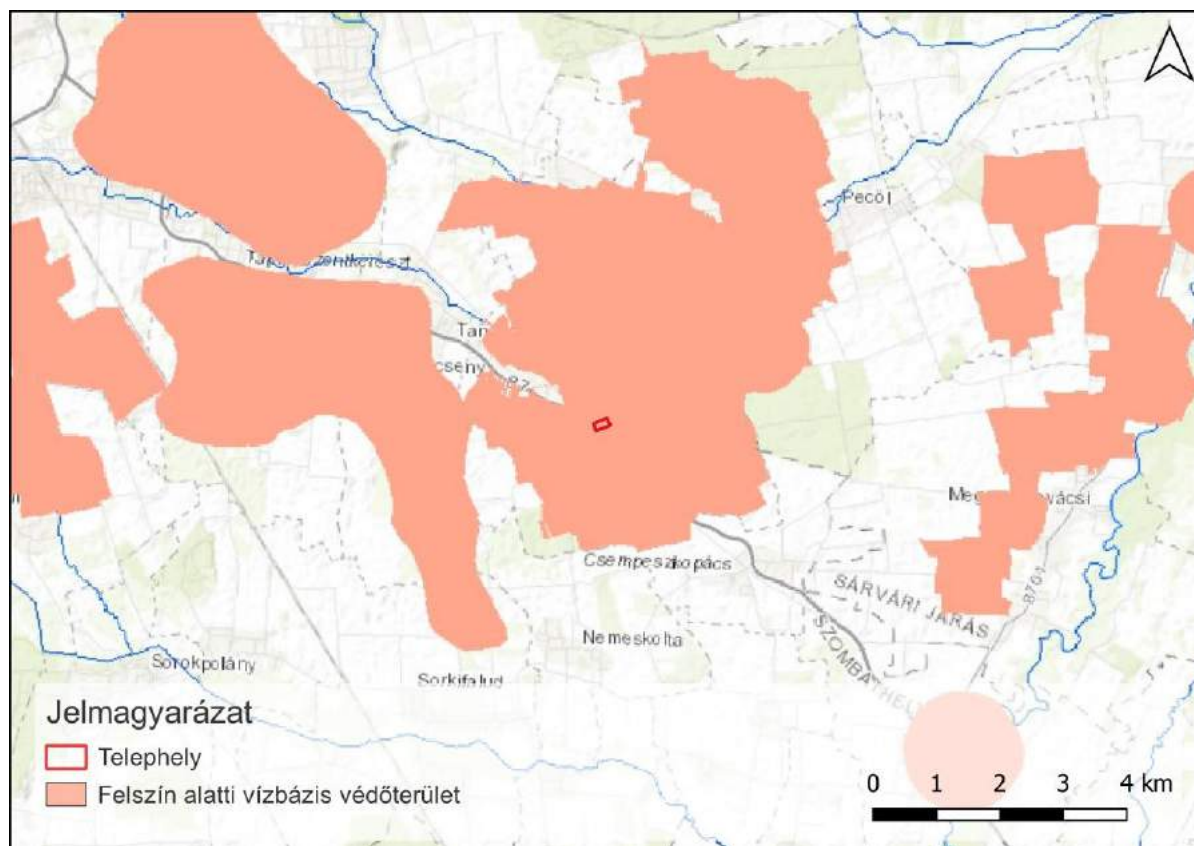 Pecöl
Tan
cseny
87
Csempeszkopács
SÁRVÁRI JÁRÁS
8701
Nemeskolta
SZOMBATHELY
Sorokpolány
Sorkifalud
Jelmagyarázat
Telephely
Felszín alatti vízbázis védőterület
0 1 2 3 4 km